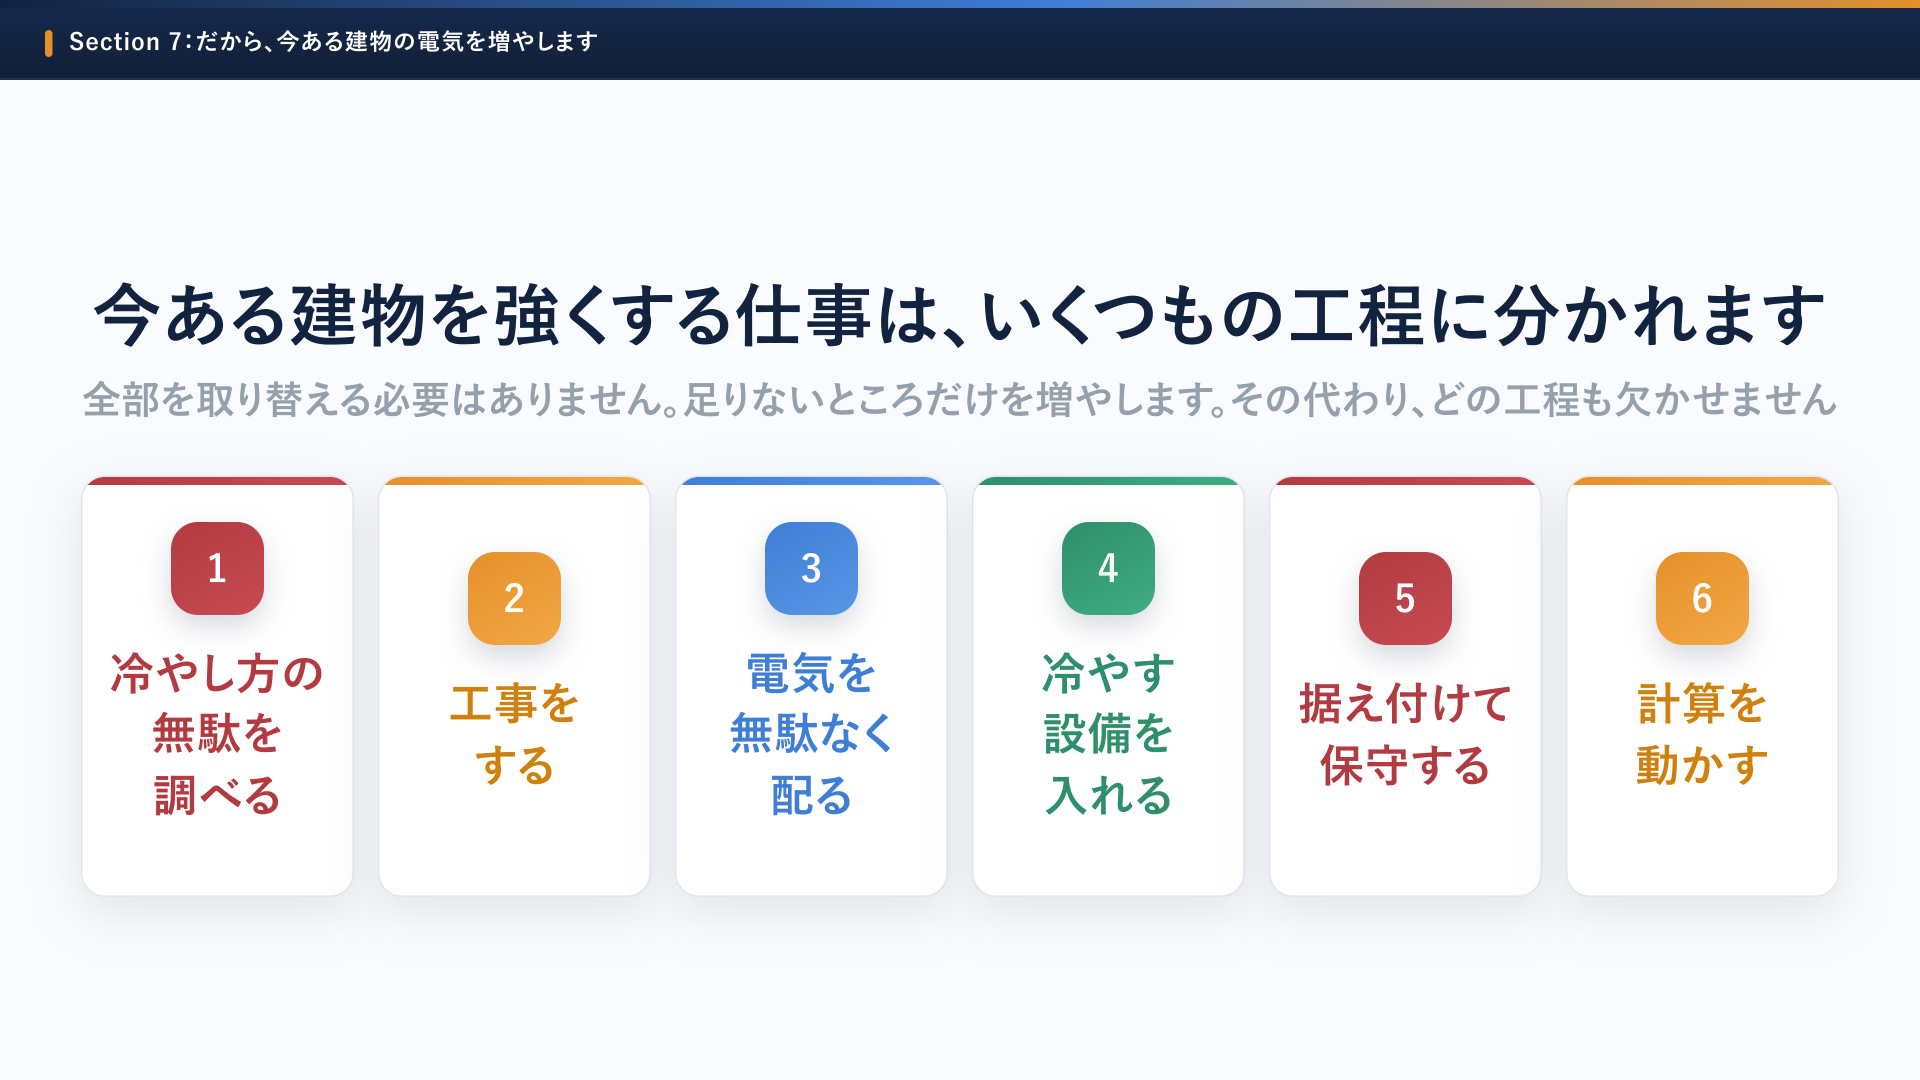 Section 7：だから、今ある建物の電気を増やします
今ある建物を強くする仕事は、いくつもの工程に分かれます
全部を取り替える必要はありません。足りないところだけを増やします。その代わり、どの工程も欠かせません
1
冷やし方の
無駄を
調べる
2
工事を
する
3
電気を
無駄なく
配る
4
冷やす
設備を
入れる
5
据え付けて
保守する
6
計算を
動かす